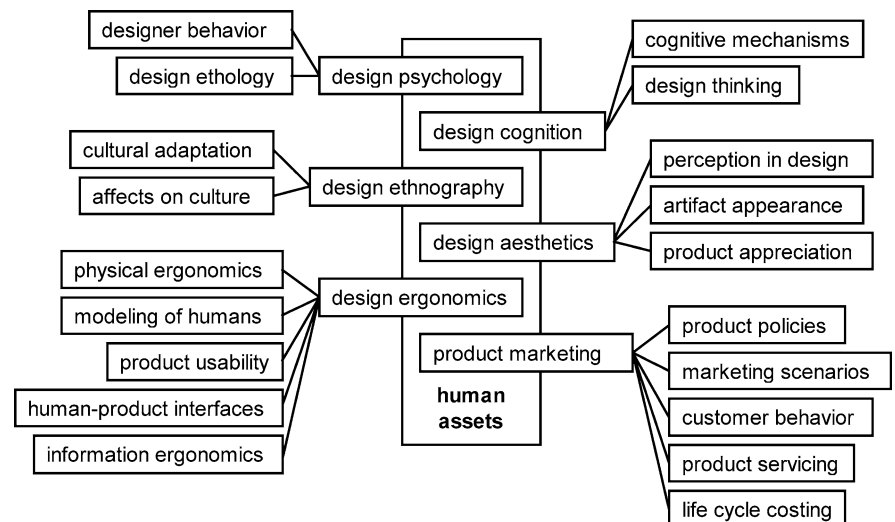 designer behavior
design ethology
design psychology
cognitive mechanisms
design thinking
design cognition
cultural adaptation
affects on culture
design ethnography
perception in design
artifact appearance
product appreciation
design aesthetics
physical ergonomics
modeling of humans
product usability
human-product interfaces
information ergonomics
design ergonomics
product marketing
product policies
marketing scenarios
customer behavior
product servicing
life cycle costing
human
assets